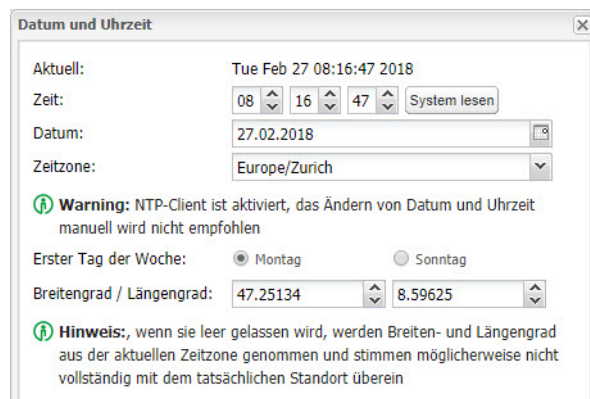 Datum und Uhrzeit
Aktuell: Tue Feb 27 08:16:47 2018
Zeit: 08 16 47 System lesen
Datum: 27.02.2018
Zeitzone: Europe/Zurich
Warning: NTP-Client ist aktiviert, das Ändern von Datum und Uhrzeit
manuell wird nicht empfohlen
Erster Tag der Woche: Montag Sonntag
Breitengrad / Längengrad: 47.25134 8.59625
Hinweis:, wenn sie leer gelassen wird, werden Breiten- und Längengrad
aus der aktuellen Zeitzone genommen und stimmen möglicherweise nicht
vollständig mit dem tatsächlichen Standort überein